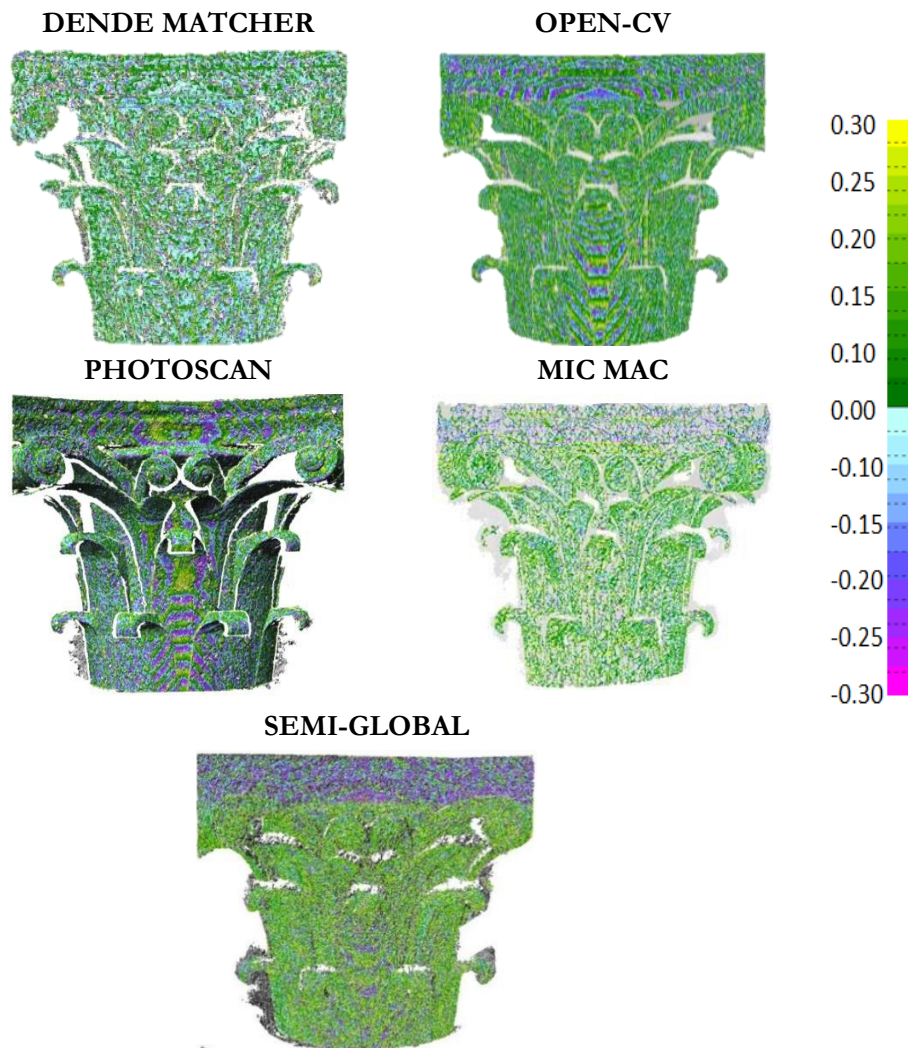 DENDE MATCHER
OPEN-CV
PHOTOSCAN
MIC MAC
SEMI-GLOBAL
0.30
0.25
0.20
0.15
0.10
0.00
-0.10
-0.15
-0.20
-0.25
-0.30